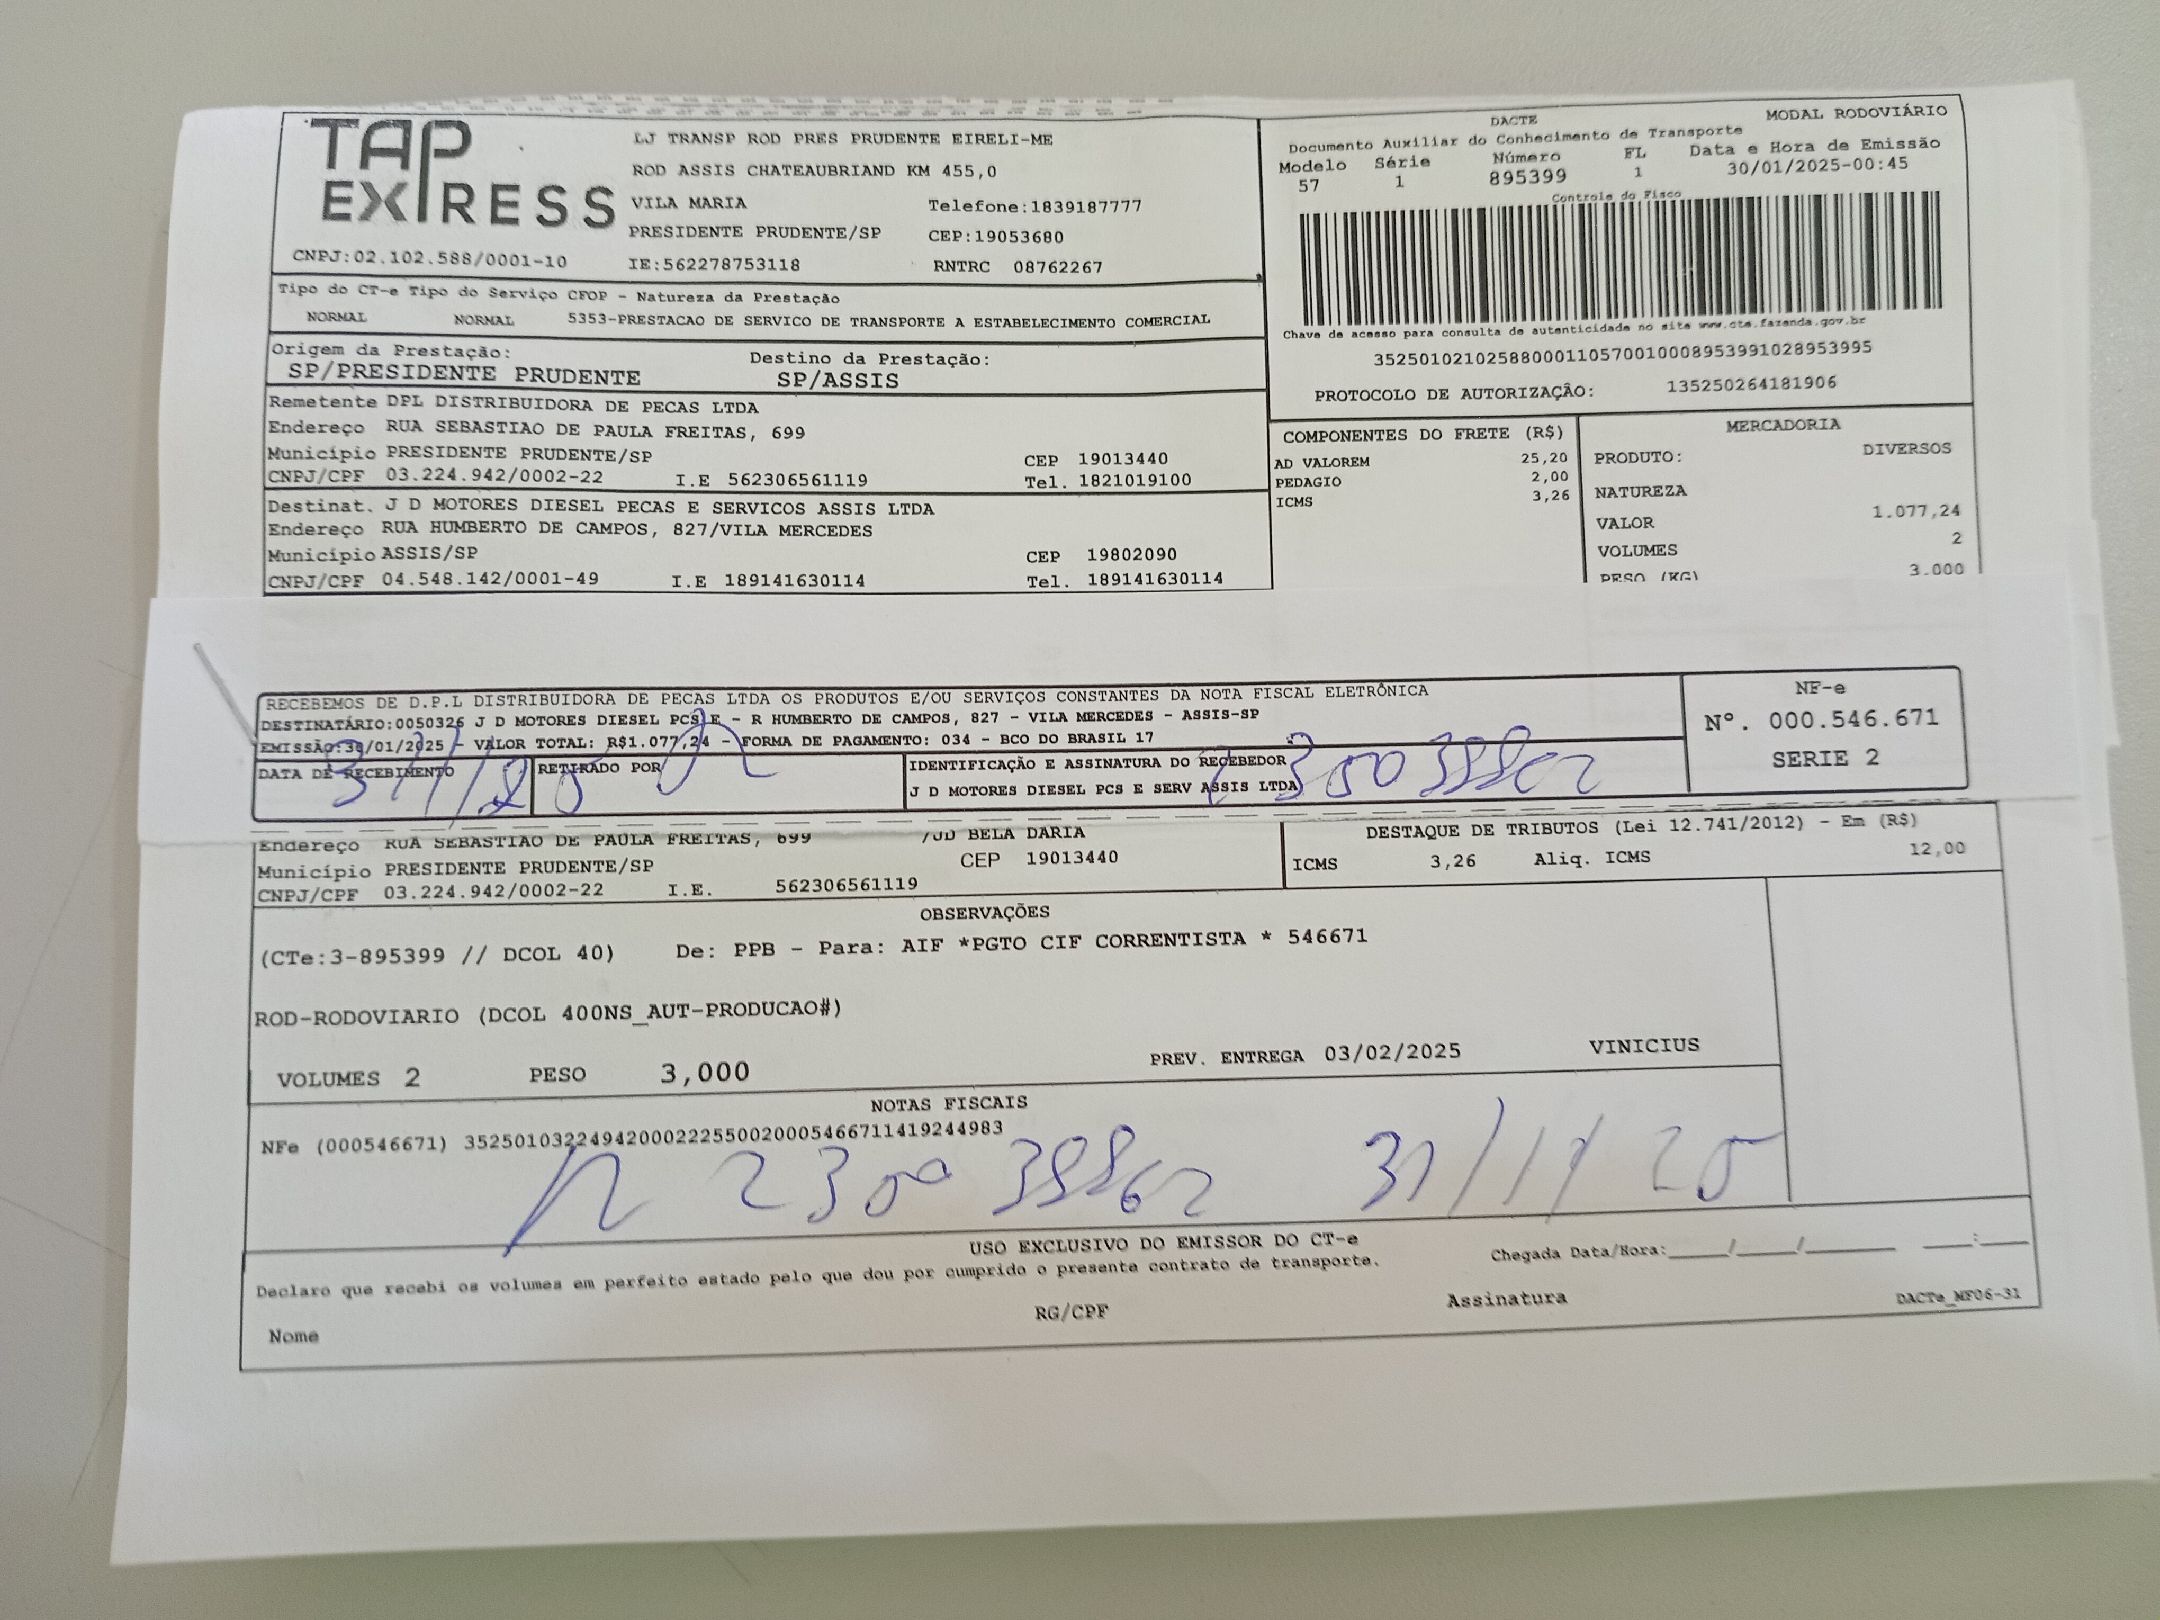 TAP EXPRESS
LJ TRANSP ROD PRES PRUDENTE EIRELI-ME
ROD ASSIS CHATEAUBRIAND KM 455,0
VILA MARIA Telefone:1839187777
PRESIDENTE PRUDENTE/SP CEP:19053680
CNPJ:02.102.588/0001-10 IE:562278753118 RNTRC 08762267
DACTE MODAL RODOVIÁRIO
Documento Auxiliar do Conhecimento de Transporte
Modelo Série Número FL Data e Hora de Emissão
57 1 895399 1 30/01/2025-00:45
Controle do Fisco
Chave de acesso para consulta de autenticidade no site www.cte.fazenda.gov.br
35250102102588000110570010008953991028953995
PROTOCOLO DE AUTORIZAÇÃO: 135250264181906
Tipo do CT-e Tipo do Serviço CFOP - Natureza da Prestação
NORMAL NORMAL 5353-PRESTACAO DE SERVICO DE TRANSPORTE A ESTABELECIMENTO COMERCIAL
Origem da Prestação: Destino da Prestação:
SP/PRESIDENTE PRUDENTE SP/ASSIS
Remetente DPL DISTRIBUIDORA DE PECAS LTDA
Endereço RUA SEBASTIAO DE PAULA FREITAS, 699
Município PRESIDENTE PRUDENTE/SP CEP 19013440
CNPJ/CPF 03.224.942/0002-22 I.E 562306561119 Tel. 1821019100
Destinat. J D MOTORES DIESEL PECAS E SERVICOS ASSIS LTDA
Endereço RUA HUMBERTO DE CAMPOS, 827/VILA MERCEDES
Município ASSIS/SP CEP 19802090
CNPJ/CPF 04.548.142/0001-49 I.E 189141630114 Tel. 189141630114
COMPONENTES DO FRETE (R$)
AD VALOREM 25,20
PEDAGIO 2,00
ICMS 3,26
MERCADORIA
PRODUTO: DIVERSOS
NATUREZA
VALOR 1.077,24
VOLUMES 2
PESO (KG) 3.000
RECEBEMOS DE D.P.L DISTRIBUIDORA DE PECAS LTDA OS PRODUTOS E/OU SERVIÇOS CONSTANTES DA NOTA FISCAL ELETRÔNICA
DESTINATÁRIO:0050326 J D MOTORES DIESEL PCS E - R HUMBERTO DE CAMPOS, 827 - VILA MERCEDES - ASSIS-SP
EMISSÃO:30/01/2025 - VALOR TOTAL: R$1.077,24 - FORMA DE PAGAMENTO: 034 - BCO DO BRASIL 17
DATA DE RECEBIMENTO RETIRADO POR IDENTIFICAÇÃO E ASSINATURA DO RECEBEDOR
J D MOTORES DIESEL PCS E SERV ASSIS LTDA
NF-e
Nº. 000.546.671
SERIE 2
Endereço RUA SEBASTIAO DE PAULA FREITAS, 699 /JD BELA DARIA
Município PRESIDENTE PRUDENTE/SP CEP 19013440
CNPJ/CPF 03.224.942/0002-22 I.E. 562306561119
DESTAQUE DE TRIBUTOS (Lei 12.741/2012) - Em (R$)
ICMS 3,26 Aliq. ICMS 12,00
OBSERVAÇÕES
(CTe:3-895399 // DCOL 40) De: PPB - Para: AIF *PGTO CIF CORRENTISTA * 546671
ROD-RODOVIARIO (DCOL 400NS_AUT-PRODUCAO#)
VOLUMES 2 PESO 3,000 PREV. ENTREGA 03/02/2025 VINICIUS
NOTAS FISCAIS
NFe (000546671) 35250103224942000222550020005466711419244983
31/1/25
USO EXCLUSIVO DO EMISSOR DO CT-e
Declaro que recebi os volumes em perfeito estado pelo que dou por cumprido o presente contrato de transporte.
Chegada Data/Hora:____/____/______ ___:___
Nome RG/CPF Assinatura DACTe_MF06-31